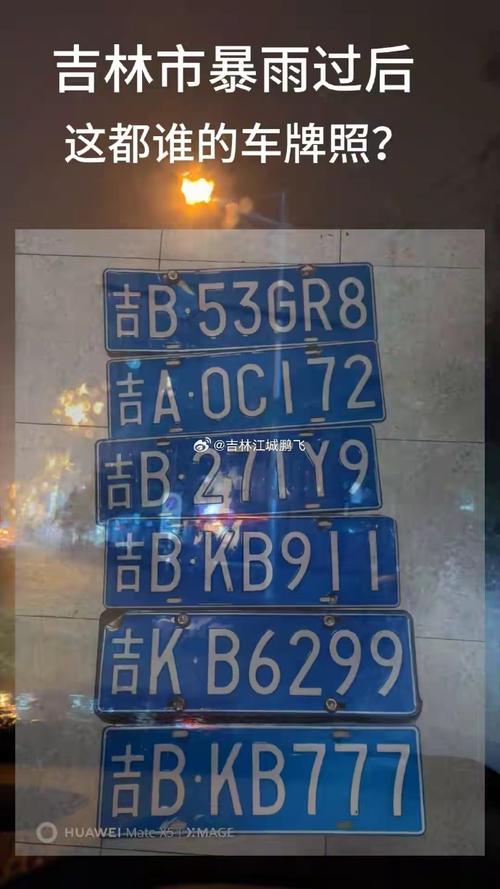 吉林市暴雨过后
这都谁的车牌照？
吉B·53GR8
吉A·0C172
@吉林江城鹏飞
吉B·271Y9
吉B·KB911
吉K B6299
吉B·KB777
HUAWEI Mate X5 | XMAGE